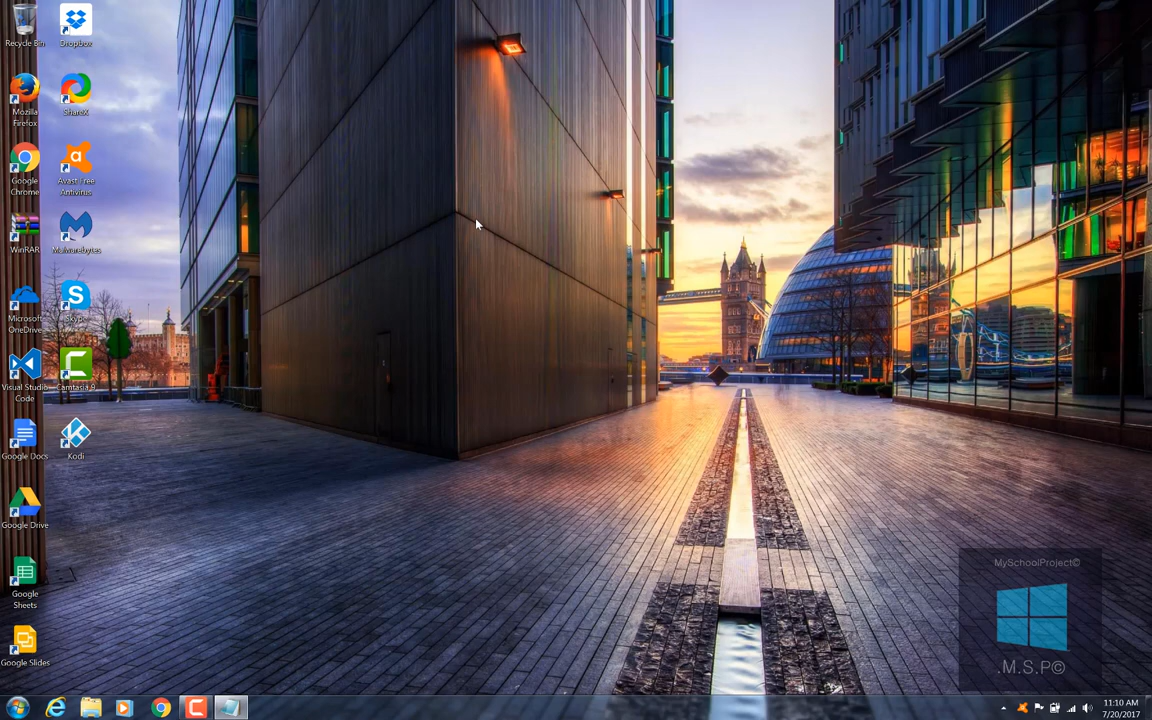 Recycle Bin
Dropbox
Mozilla
Firefox
ShareX
Google
Chrome
Avast Free
Antivirus
WinRAR
Malwarebytes
Microsoft
OneDrive
Skype
Visual Studio
Code
Camtasia 9
Google Docs
Kodi
Google Drive
Google
Sheets
Google Slides
MySchoolProject©
.M.S.P©
11:10 AM
7/20/2017